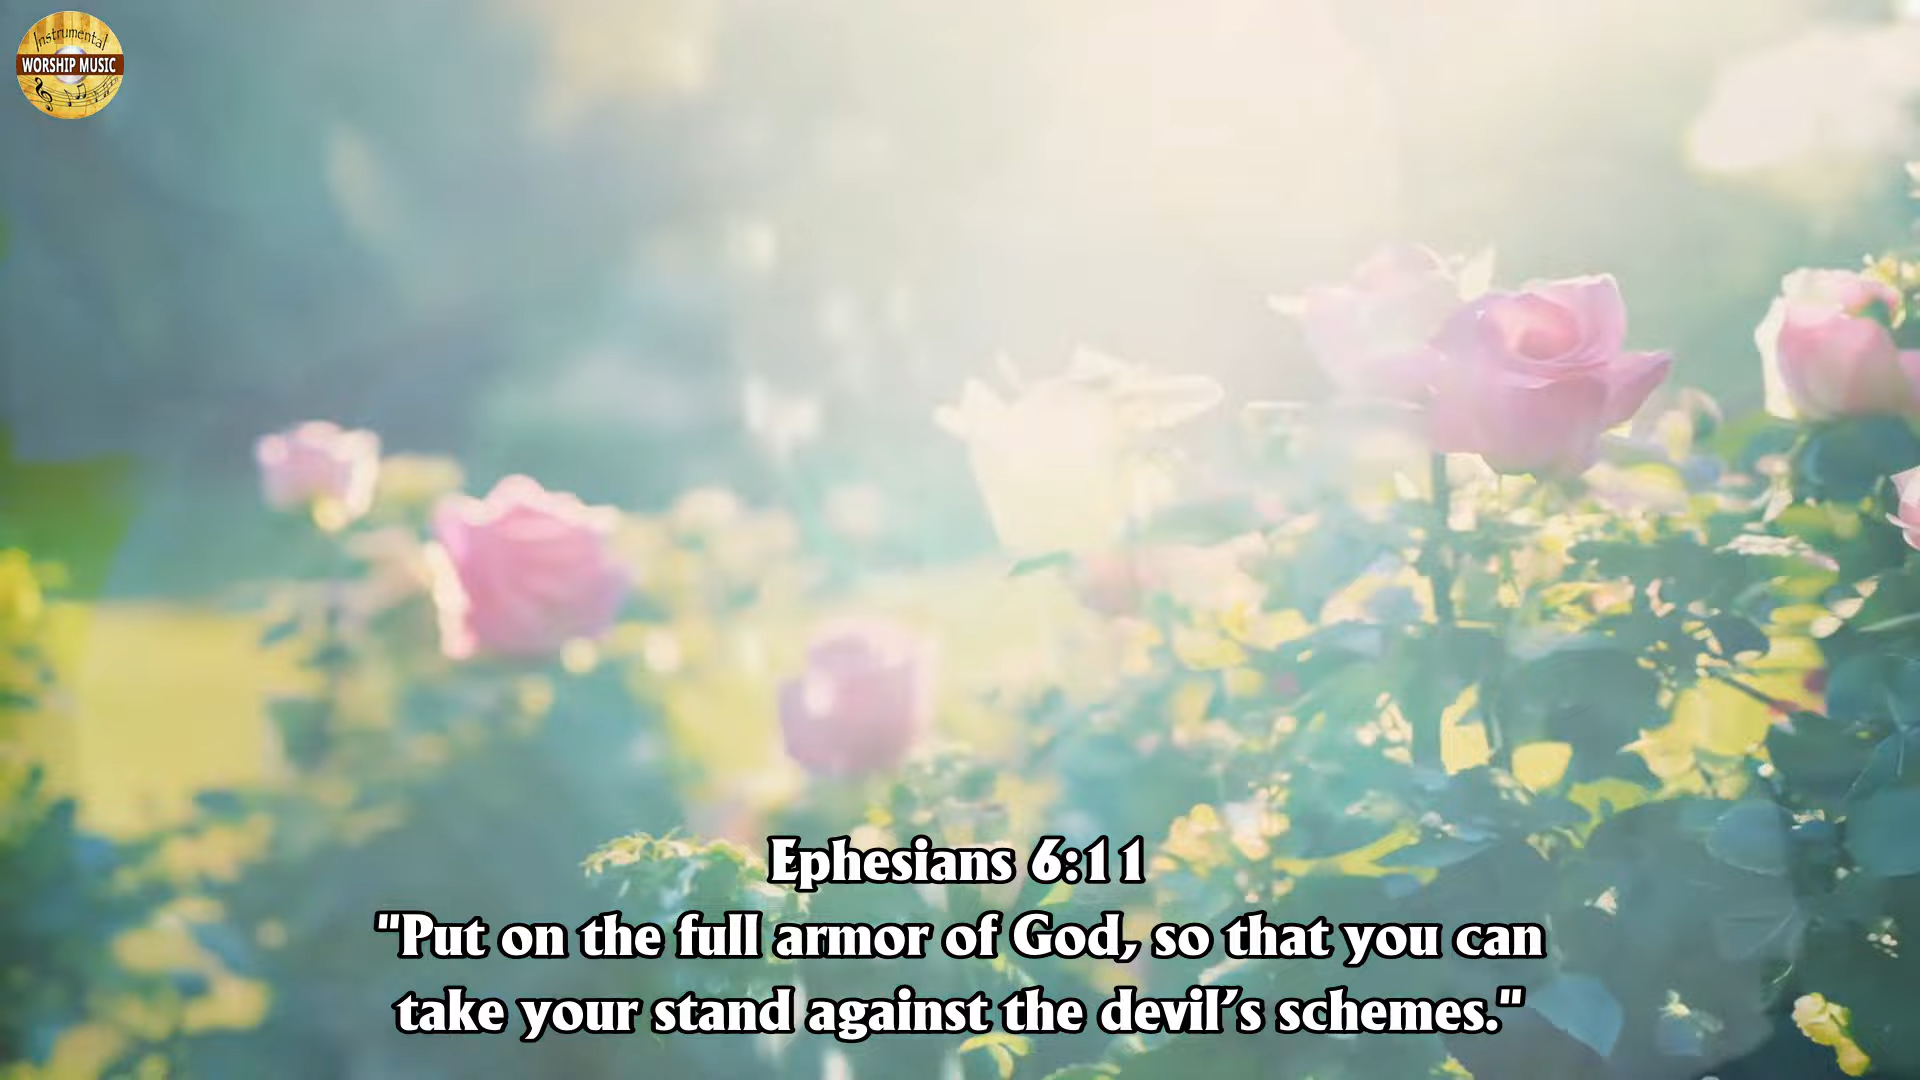 Instrumental
WORSHIP MUSIC
Ephesians 6:11
"Put on the full armor of God, so that you can
take your stand against the devil's schemes."